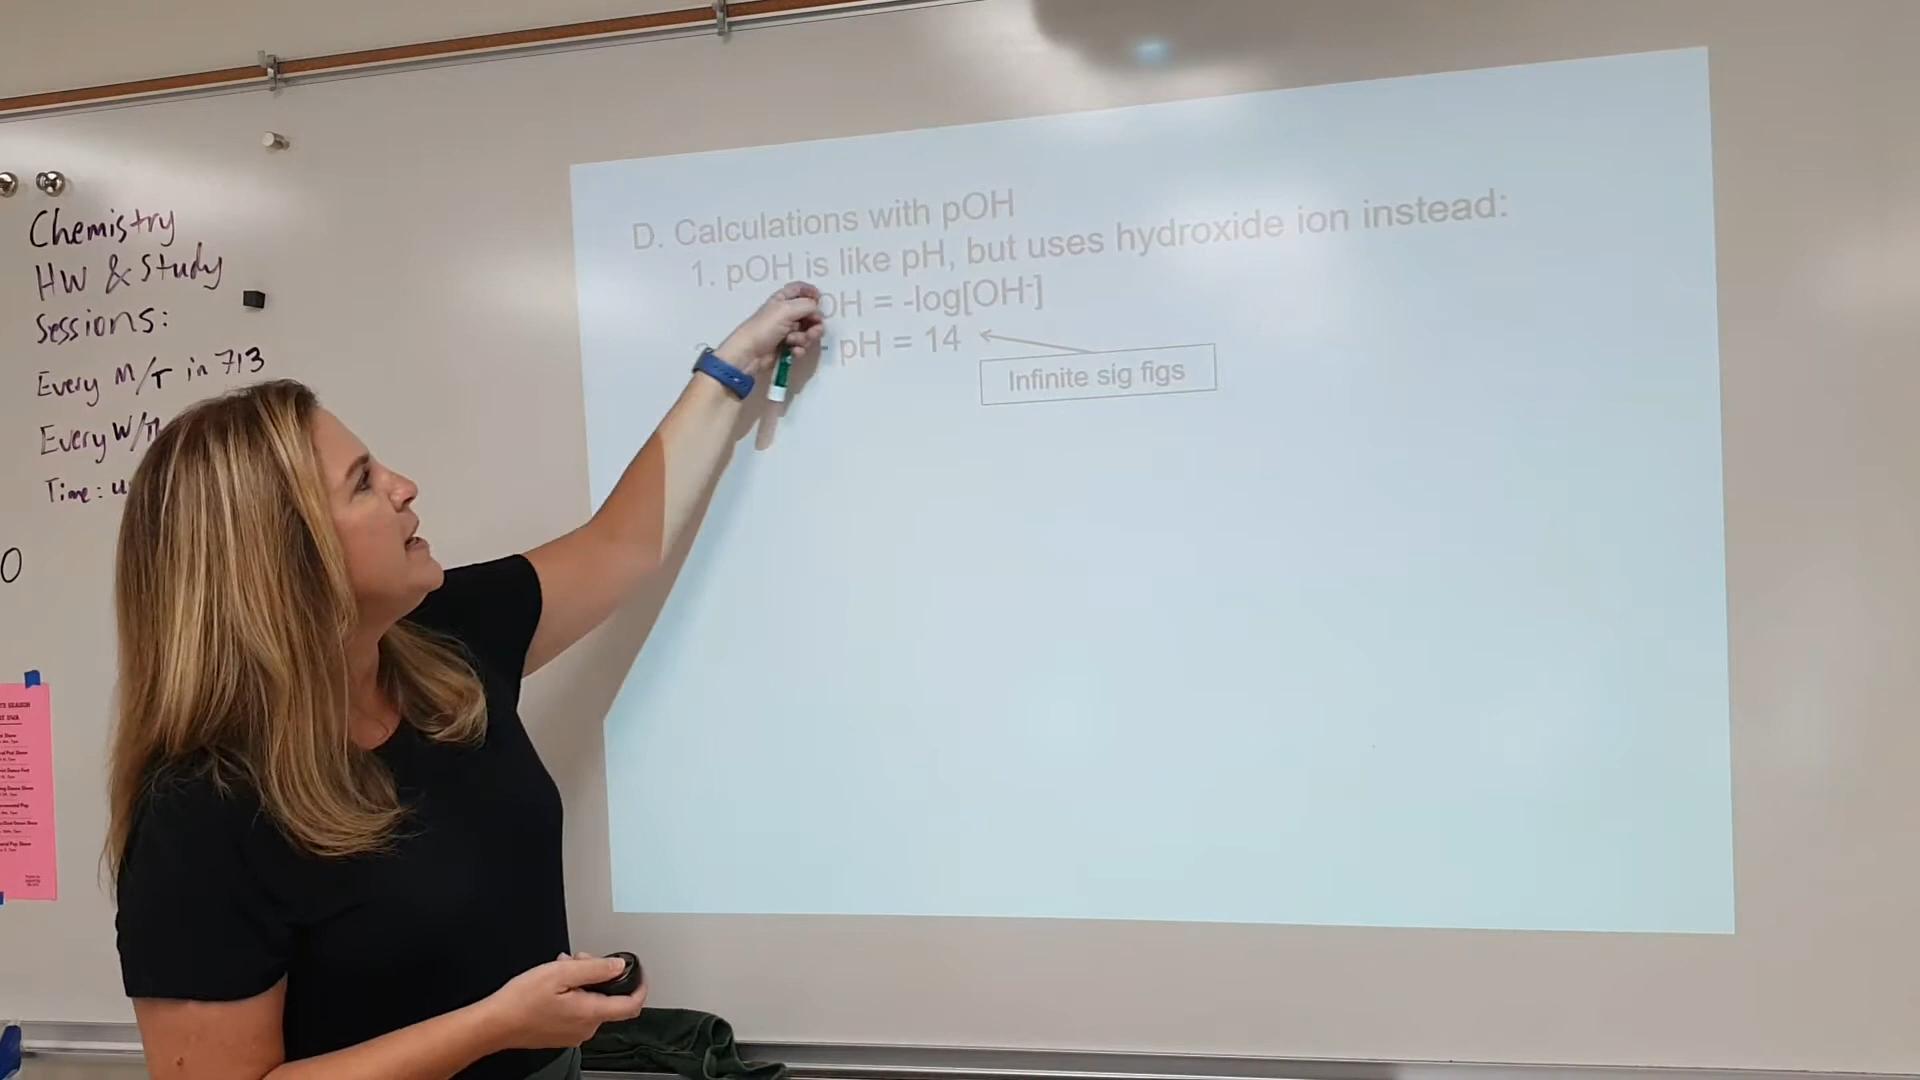 Chemistry
HW & Study
Sessions:
Every M/T in 713
Every W/
Time:
O
D. Calculations with pOH
1. pOH is like pH, but uses hydroxide ion instead:
OH = -log[OH-]
pH = 14
Infinite sig figs